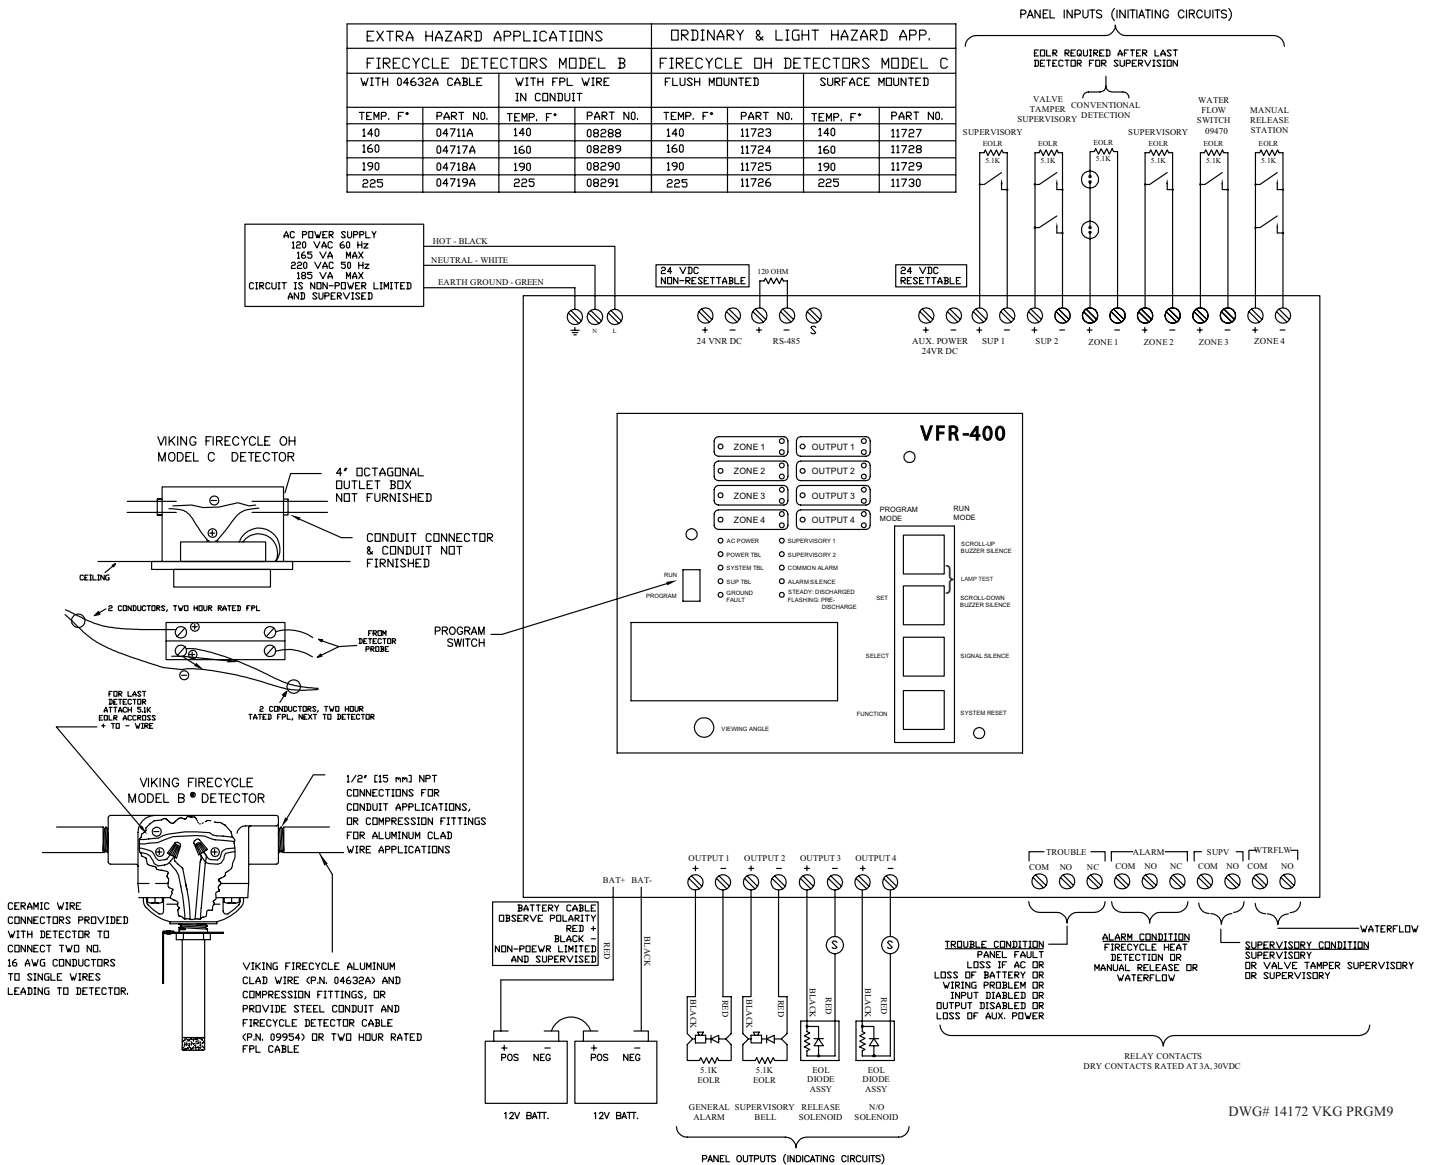 PANEL INPUTS (INITIATING CIRCUITS)
EXTRA HAZARD APPLICATIONS
ORDINARY & LIGHT HAZARD APP.
FIRECYCLE DETECTORS MODEL B
FIRECYCLE OH DETECTORS MODEL C
WITH 04632A CABLE
WITH FPL WIRE
IN CONDUIT
FLUSH MOUNTED
SURFACE MOUNTED
TEMP. F° PART NO. TEMP. F° PART NO. TEMP. F° PART NO. TEMP. F° PART NO.
140 04711A 140 08288 140 11723 140 11727
160 04717A 160 08289 160 11724 160 11728
190 04718A 190 08290 190 11725 190 11729
225 04719A 225 08291 225 11726 225 11730
EOLR REQUIRED AFTER LAST
DETECTOR FOR SUPERVISION
SUPERVISORY
VALVE
TAMPER
SUPERVISORY
CONVENTIONAL
DETECTION
SUPERVISORY
WATER
FLOW
SWITCH
09470
MANUAL
RELEASE
STATION
EOLR EOLR EOLR EOLR EOLR EOLR
5.1K 5.1K 5.1K 5.1K 5.1K 5.1K
AC POWER SUPPLY
120 VAC 60 Hz
165 VA MAX
220 VAC 50 Hz
185 VA MAX
CIRCUIT IS NON-POWER LIMITED
AND SUPERVISED
HOT - BLACK
NEUTRAL - WHITE
EARTH GROUND - GREEN
24 VDC
NON-RESETTABLE
120 OHM
24 VDC
RESETTABLE
N L
+ - + - S
24 VNR DC RS-485
+ - + - + - + - + - + - + -
AUX. POWER
24VR DC
SUP 1 SUP 2 ZONE 1 ZONE 2 ZONE 3 ZONE 4
VFR-400
ZONE 1 OUTPUT 1
ZONE 2 OUTPUT 2
ZONE 3 OUTPUT 3
ZONE 4 OUTPUT 4
AC POWER SUPERVISORY 1
POWER TBL SUPERVISORY 2
SYSTEM TBL COMMON ALARM
SUP TBL ALARM SILENCE
GROUND
FAULT
STEADY: DISCHARGED
FLASHING: PRE-
DISCHARGE
PROGRAM
MODE
RUN
MODE
SCROLL-UP
BUZZER SILENCE
LAMP TEST
SET
SCROLL-DOWN
BUZZER SILENCE
SELECT
SIGNAL SILENCE
FUNCTION
SYSTEM RESET
RUN
PROGRAM
PROGRAM
SWITCH
VIEWING ANGLE
VIKING FIRECYCLE OH
MODEL C DETECTOR
4" OCTAGONAL
OUTLET BOX
NOT FURNISHED
CONDUIT CONNECTOR
& CONDUIT NOT
FIRNISHED
CEILING
2 CONDUCTORS, TWO HOUR RATED FPL
FROM
DETECTOR
PROBE
2 CONDUCTORS, TWO HOUR
TATED FPL, NEXT TO DETECTOR
FOR LAST
DETECTOR
ATTACH 5.1K
EOLR ACCROSS
+ TO - WIRE
VIKING FIRECYCLE
MODEL B ® DETECTOR
1/2" [15 mm] NPT
CONNECTIONS FOR
CONDUIT APPLICATIONS,
OR COMPRESSION FITTINGS
FOR ALUMINUM CLAD
WIRE APPLICATIONS
CERAMIC WIRE
CONNECTORS PROVIDED
WITH DETECTOR TO
CONNECT TWO NO.
16 AWG CONDUCTORS
TO SINGLE WIRES
LEADING TO DETECTOR.
VIKING FIRECYCLE ALUMINUM
CLAD WIRE (P.N. 04632A) AND
COMPRESSION FITTINGS, OR
PROVIDE STEEL CONDUIT AND
FIRECYCLE DETECTOR CABLE
(P.N. 09954) OR TWO HOUR RATED
FPL CABLE
BAT+ BAT-
BATTERY CABLE
OBSERVE POLARITY
RED +
BLACK -
NON-POEWR LIMITED
AND SUPERVISED
RED
BLACK
+ - + -
POS NEG POS NEG
12V BATT. 12V BATT.
OUTPUT 1 OUTPUT 2 OUTPUT 3 OUTPUT 4
+ - + - + - + -
S S
BLACK RED BLACK RED BLACK RED BLACK RED
5.1K
EOLR
5.1K
EOLR
EOL
DIODE
ASSY
EOL
DIODE
ASSY
GENERAL
ALARM
SUPERVISORY
BELL
RELEASE
SOLENOID
N/O
SOLENOID
PANEL OUTPUTS (INDICATING CIRCUITS)
TROUBLE ALARM SUPV WTRFLW
COM NO NC COM NO NC COM NO COM NO
TROUBLE CONDITION
PANEL FAULT
LOSS IF AC OR
LOSS OF BATTERY OR
WIRING PROBLEM OR
INPUT DIABLED OR
OUTPUT DISABLED OR
LOSS OF AUX. POWER
ALARM CONDITION
FIRECYCLE HEAT
DETECTION OR
MANUAL RELEASE OR
WATERFLOW
WATERFLOW
SUPERVISORY CONDITION
SUPERVISORY
OR VALVE TAMPER SUPERVISORY
OR SUPERVISORY
RELAY CONTACTS
DRY CONTACTS RATED AT 3A, 30VDC
DWG# 14172 VKG PRGM9